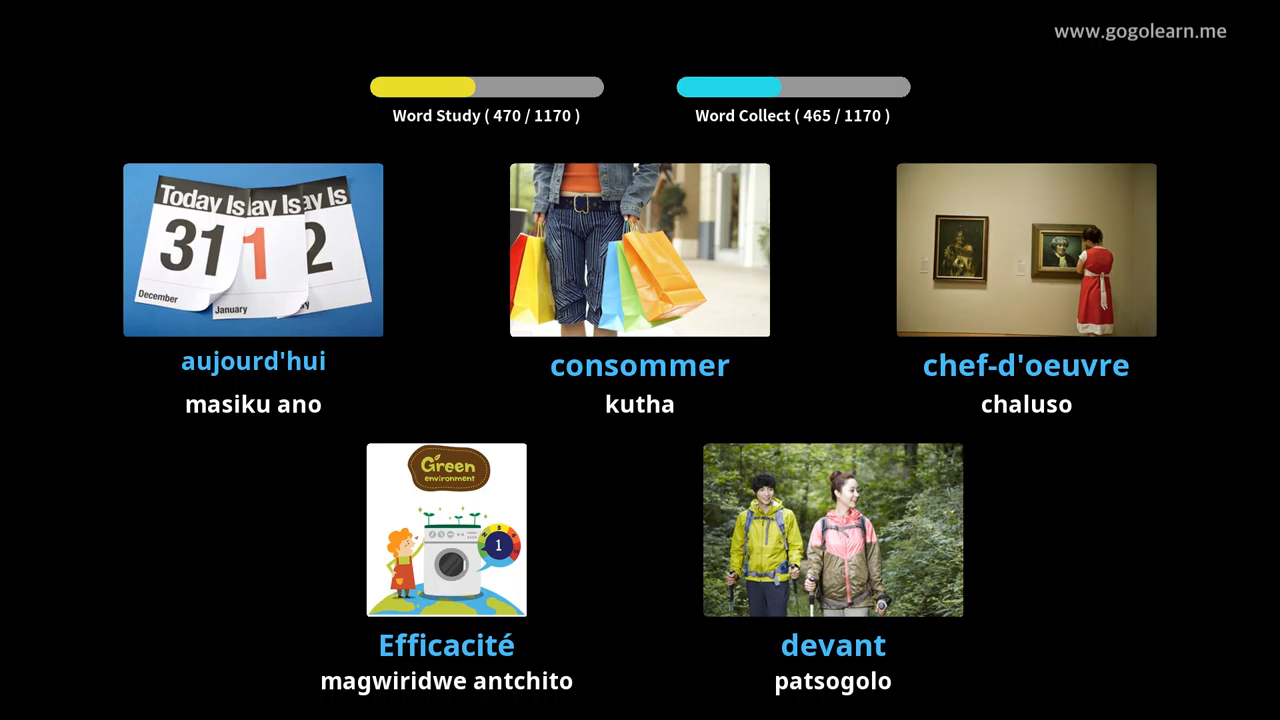 www.gogolearn.me
Word Study ( 470 / 1170 )
Word Collect ( 465 / 1170 )
Today Is
ay Is
ay Is
31
1
2
December
January
aujourd'hui
consommer
chef-d'oeuvre
masiku ano
kutha
chaluso
Green
environment
1
Efficacité
devant
magwiridwe antchito
patsogolo